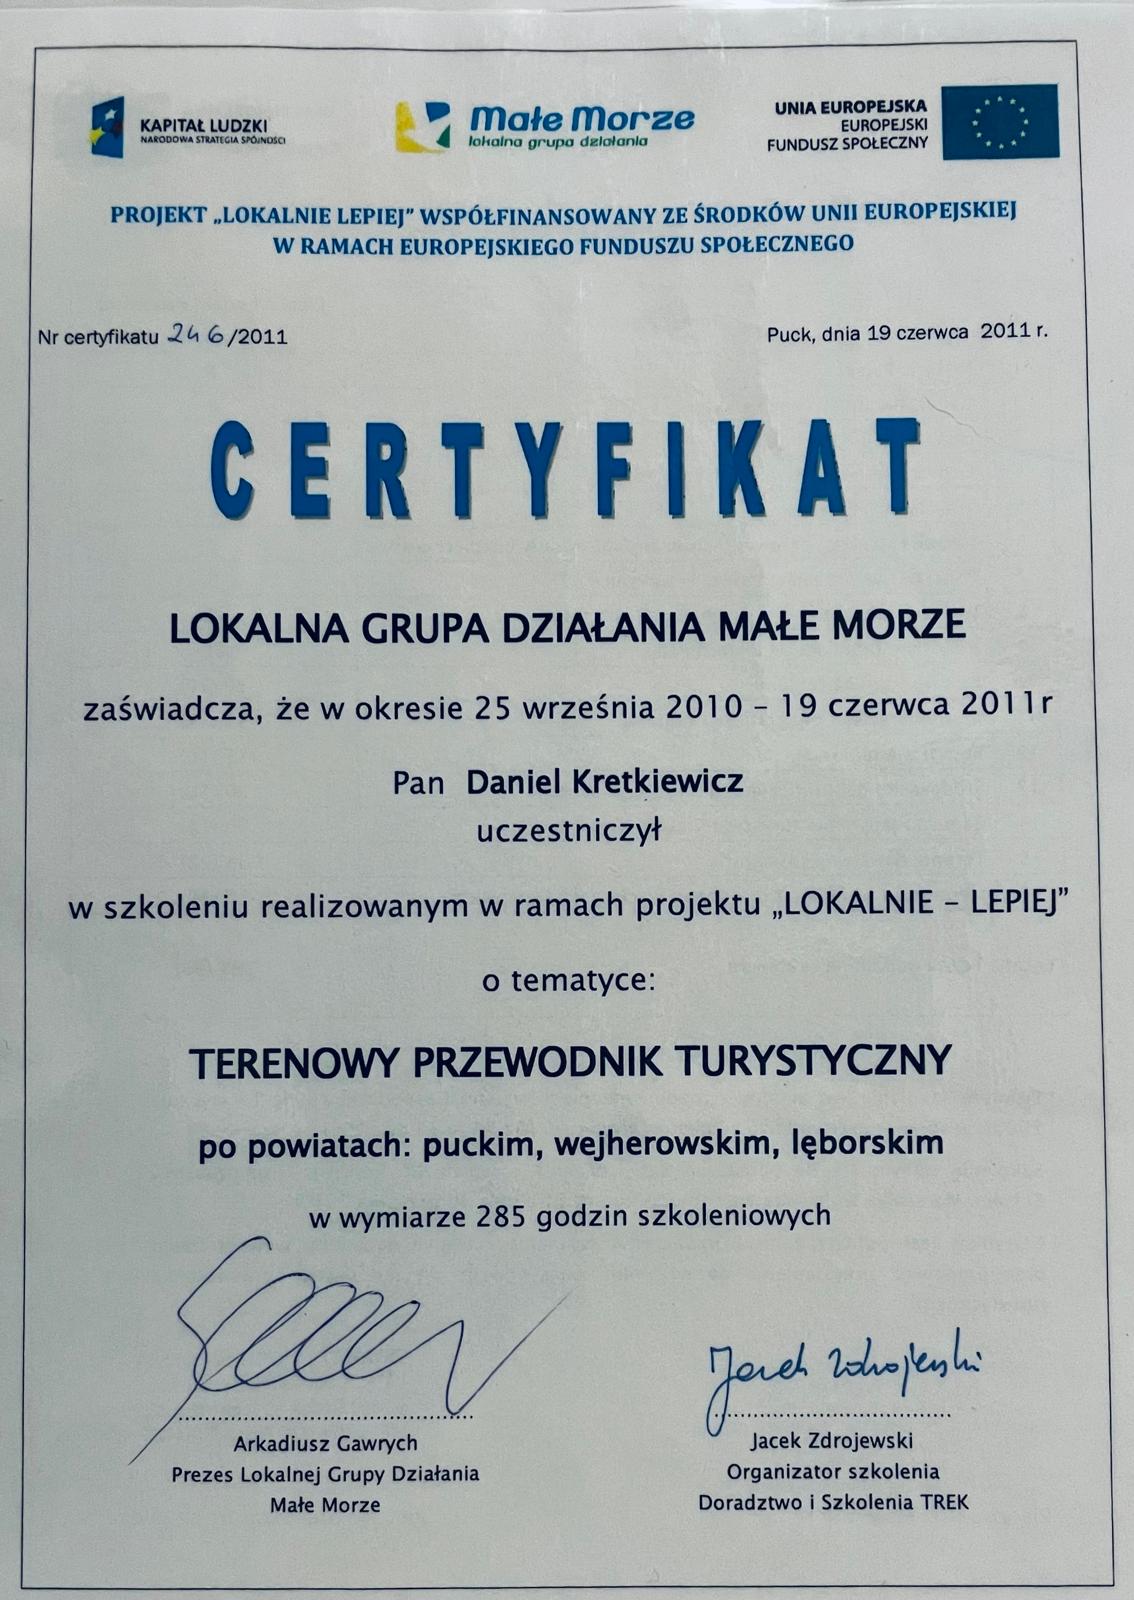 KAPITAŁ LUDZKI
NARODOWA STRATEGIA SPÓJNOŚCI
Małe Morze
lokalna grupa działania
UNIA EUROPEJSKA
EUROPEJSKI
FUNDUSZ SPOŁECZNY
PROJEKT „LOKALNIE LEPIEJ” WSPÓŁFINANSOWANY ZE ŚRODKÓW UNII EUROPEJSKIEJ
W RAMACH EUROPEJSKIEGO FUNDUSZU SPOŁECZNEGO
Nr certyfikatu 246/2011
Puck, dnia 19 czerwca 2011 r.
CERTYFIKAT
LOKALNA GRUPA DZIAŁANIA MAŁE MORZE
zaświadcza, że w okresie 25 września 2010 – 19 czerwca 2011r
Pan Daniel Kretkiewicz
uczestniczył
w szkoleniu realizowanym w ramach projektu „LOKALNIE – LEPIEJ”
o tematyce:
TERENOWY PRZEWODNIK TURYSTYCZNY
po powiatach: puckim, wejherowskim, lęborskim
w wymiarze 285 godzin szkoleniowych
Jacek Zdrojewski
Arkadiusz Gawrych
Prezes Lokalnej Grupy Działania
Małe Morze
Jacek Zdrojewski
Organizator szkolenia
Doradztwo i Szkolenia TREK